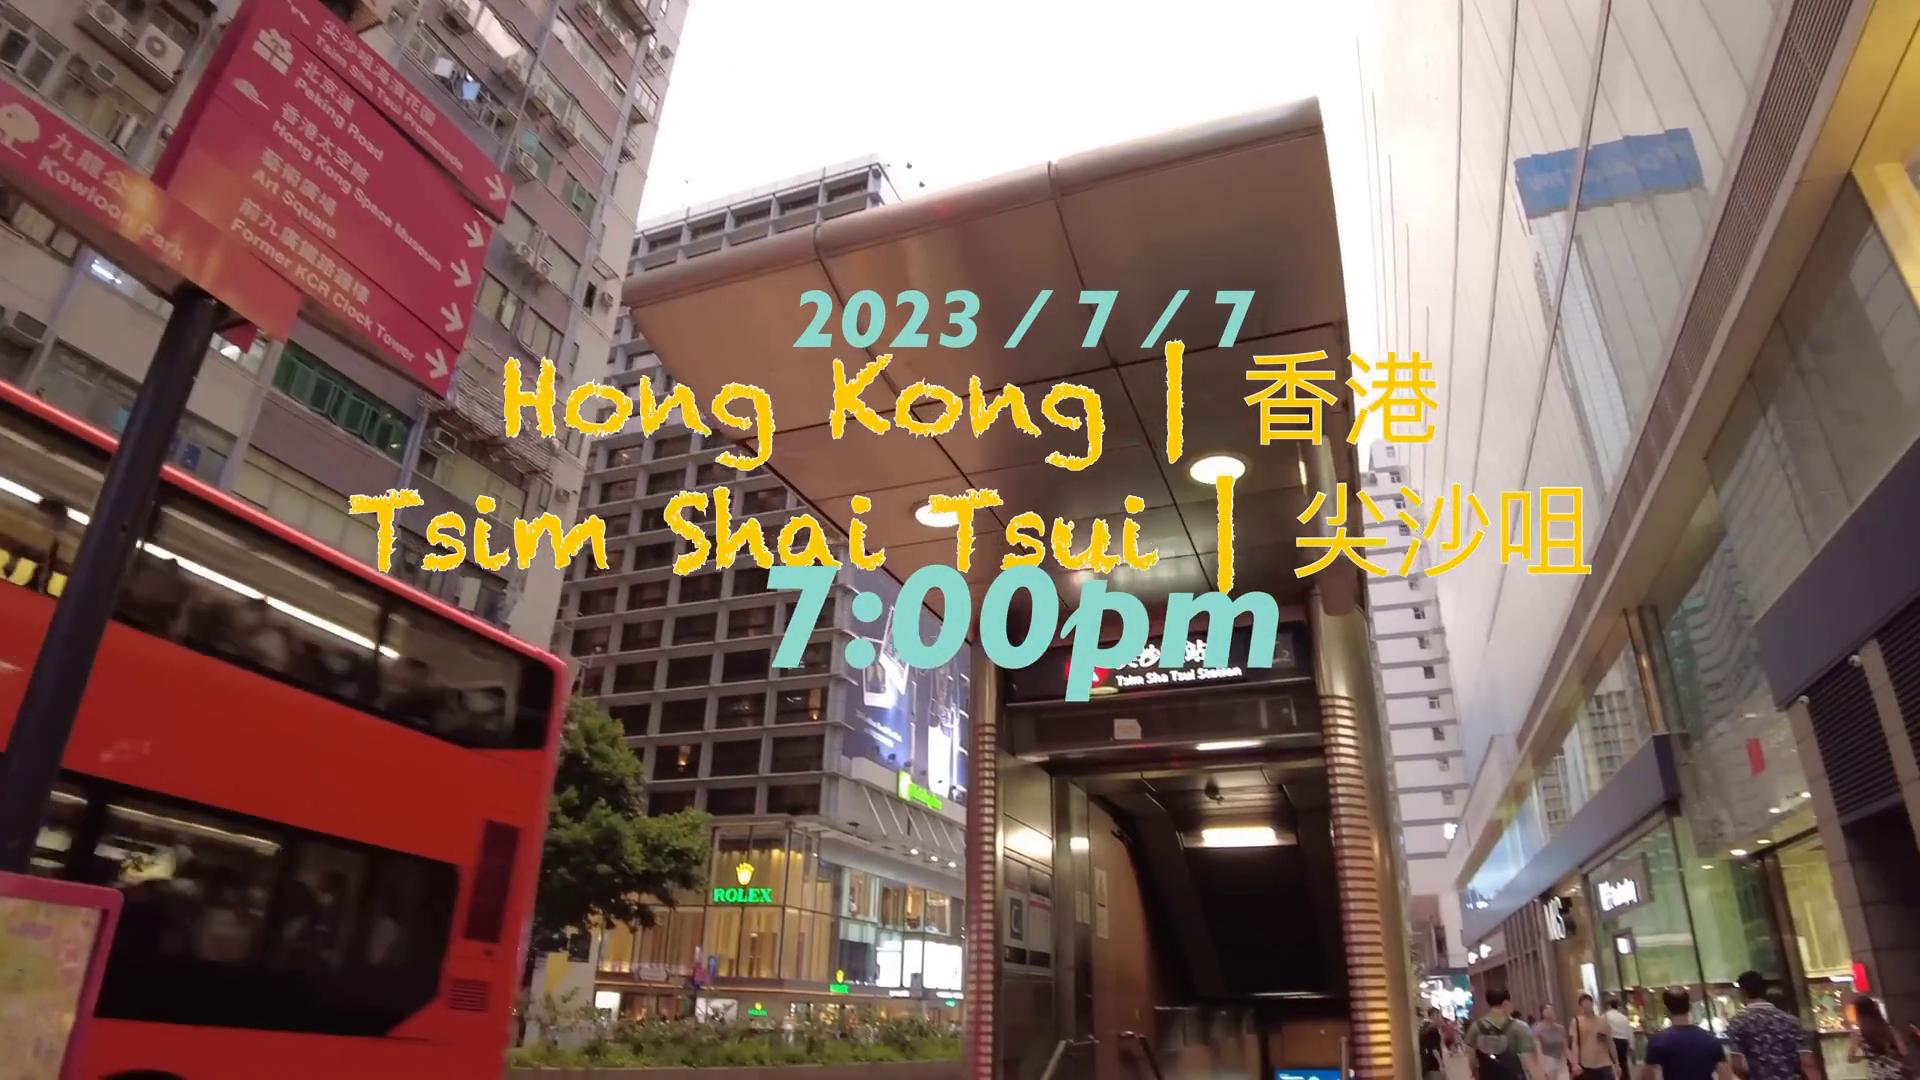 尖沙咀海濱花園
Tsim Sha Tsui Promenade
北京道
Peking Road
香港太空館
Hong Kong Space Museum
藝術廣場
Art Square
前九廣鐵路鐘樓
Former KCR Clock Tower
九龍公園
Kowloon Park
2023 / 7 / 7
Hong Kong | 香港
Tsim Shai Tsui | 尖沙咀
7:00pm
Tsim Sha Tsui Station
ROLEX